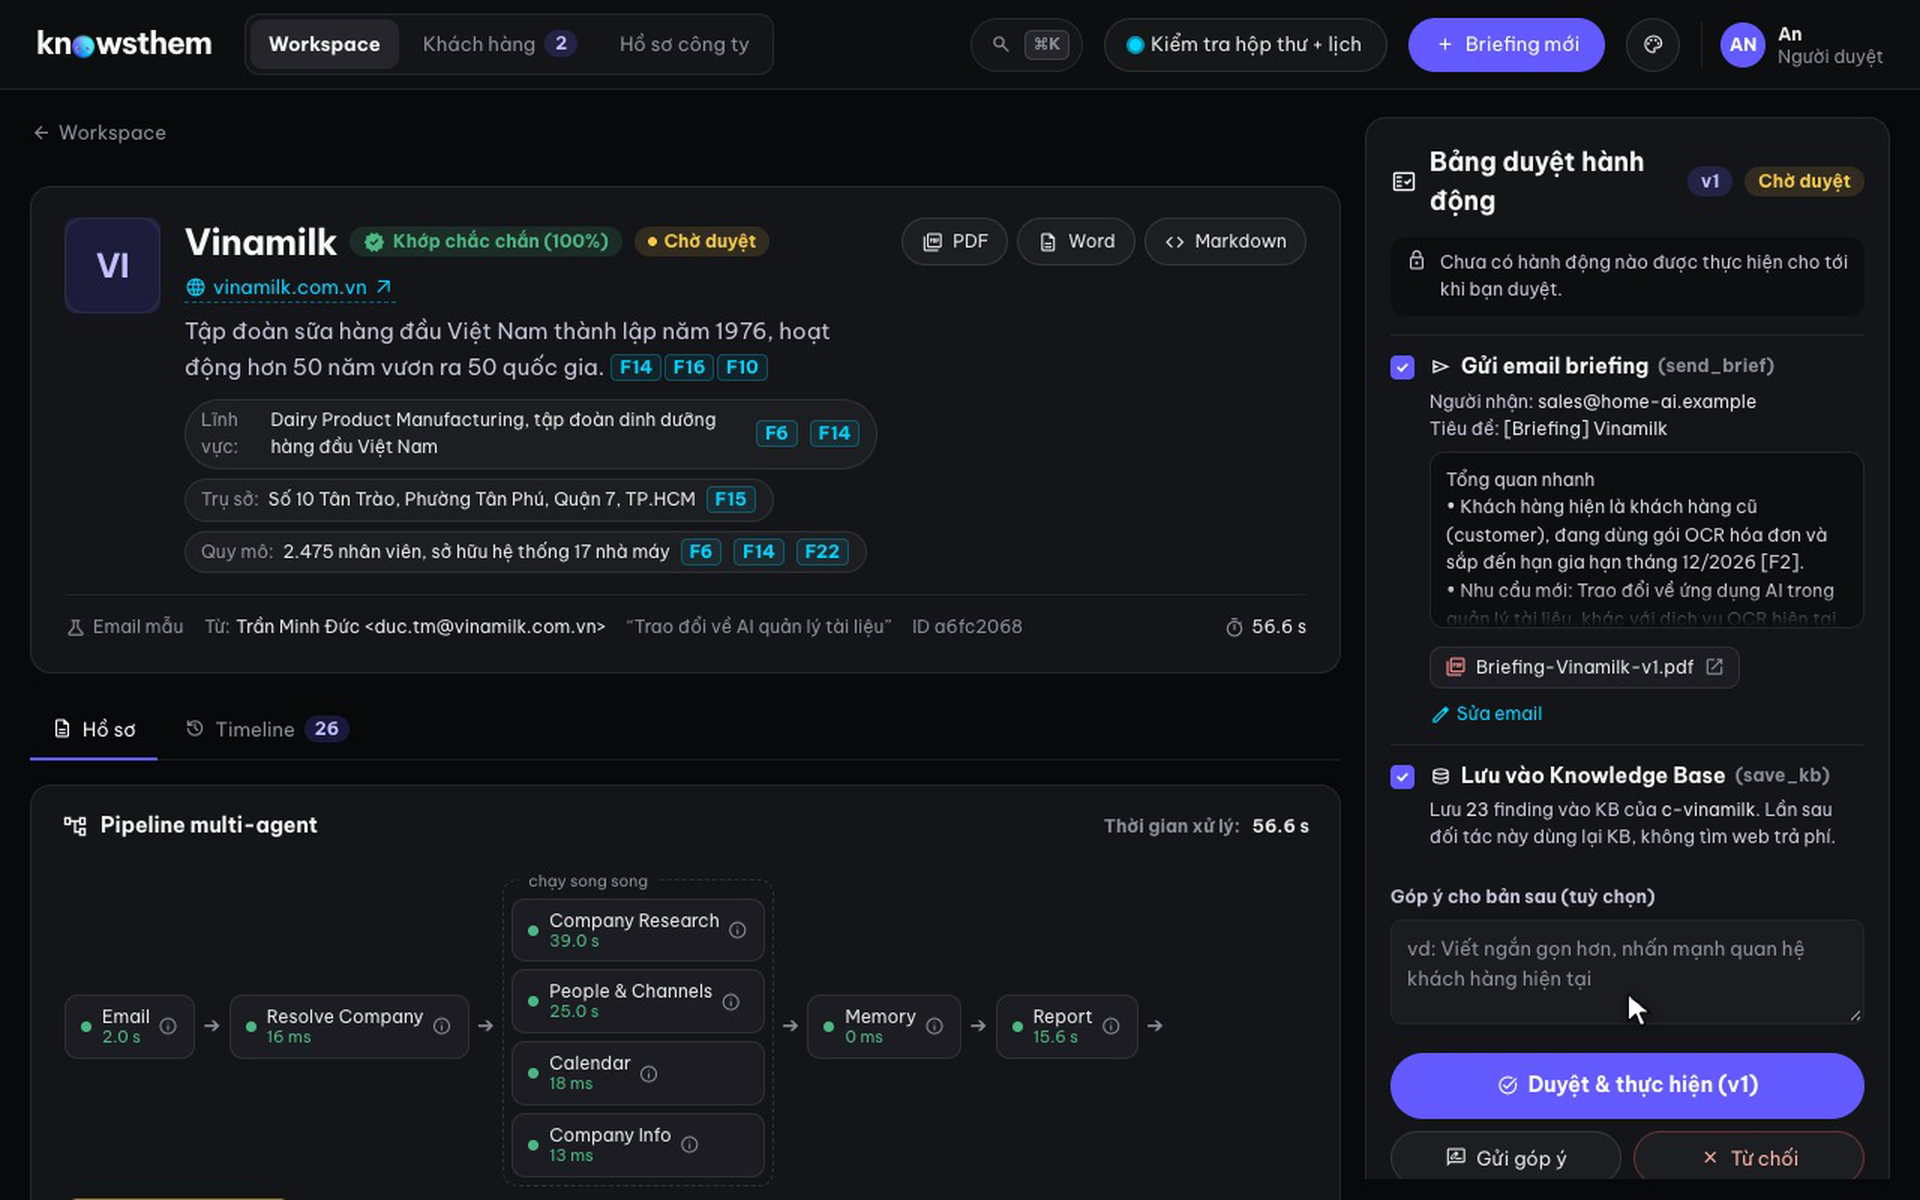 knowsthem
Workspace
Khách hàng 2
Hồ sơ công ty
⌘K
Kiểm tra hộp thư + lịch
+ Briefing mới
AN
An
Người duyệt
← Workspace
VI
Vinamilk
Khớp chắc chắn (100%)
Chờ duyệt
PDF
Word
Markdown
vinamilk.com.vn
Tập đoàn sữa hàng đầu Việt Nam thành lập năm 1976, hoạt
động hơn 50 năm vươn ra 50 quốc gia. F14 F16 F10
Lĩnh vực:
Dairy Product Manufacturing, tập đoàn dinh dưỡng
hàng đầu Việt Nam
F6 F14
Trụ sở: Số 10 Tân Trào, Phường Tân Phú, Quận 7, TP.HCM F15
Quy mô: 2.475 nhân viên, sở hữu hệ thống 17 nhà máy F6 F14 F22
Email mẫu Từ: Trần Minh Đức <duc.tm@vinamilk.com.vn> “Trao đổi về AI quản lý tài liệu” ID a6fc2068 56.6 s
Hồ sơ
Timeline 26
Pipeline multi-agent
Thời gian xử lý: 56.6 s
chạy song song
Email
2.0 s
Resolve Company
16 ms
Company Research
39.0 s
People & Channels
25.0 s
Calendar
18 ms
Company Info
13 ms
Memory
0 ms
Report
15.6 s
Bảng duyệt hành
động
v1
Chờ duyệt
Chưa có hành động nào được thực hiện cho tới
khi bạn duyệt.
Gửi email briefing (send_brief)
Người nhận: sales@home-ai.example
Tiêu đề: [Briefing] Vinamilk
Tổng quan nhanh
• Khách hàng hiện là khách hàng cũ
(customer), đang dùng gói OCR hóa đơn và
sắp đến hạn gia hạn tháng 12/2026 [F2].
• Nhu cầu mới: Trao đổi về ứng dụng AI trong
quản lý tài liệu, khác với dịch vụ OCR hiện tại
Briefing-Vinamilk-v1.pdf
Sửa email
Lưu vào Knowledge Base (save_kb)
Lưu 23 finding vào KB của c-vinamilk. Lần sau
đối tác này dùng lại KB, không tìm web trả phí.
Góp ý cho bản sau (tuỳ chọn)
vd: Viết ngắn gọn hơn, nhấn mạnh quan hệ
khách hàng hiện tại
Duyệt & thực hiện (v1)
Gửi góp ý
Từ chối